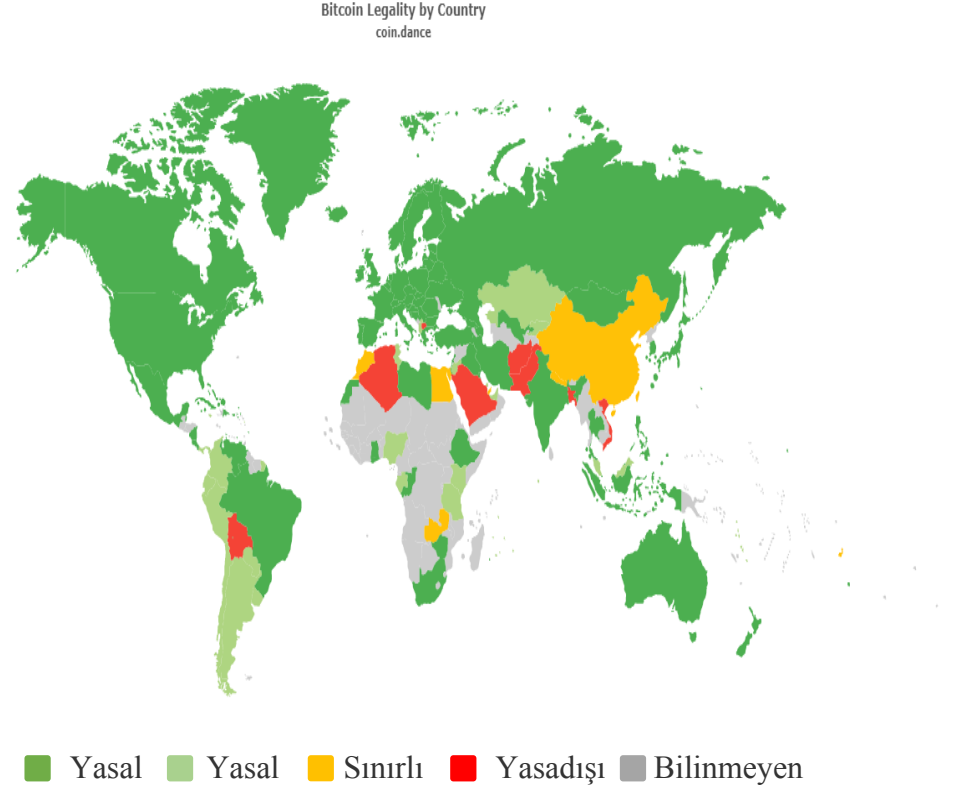 Bitcoin Legality by Country
coin.dance
Yasal Yasal Sınırlı Yasadışı Bilinmeyen